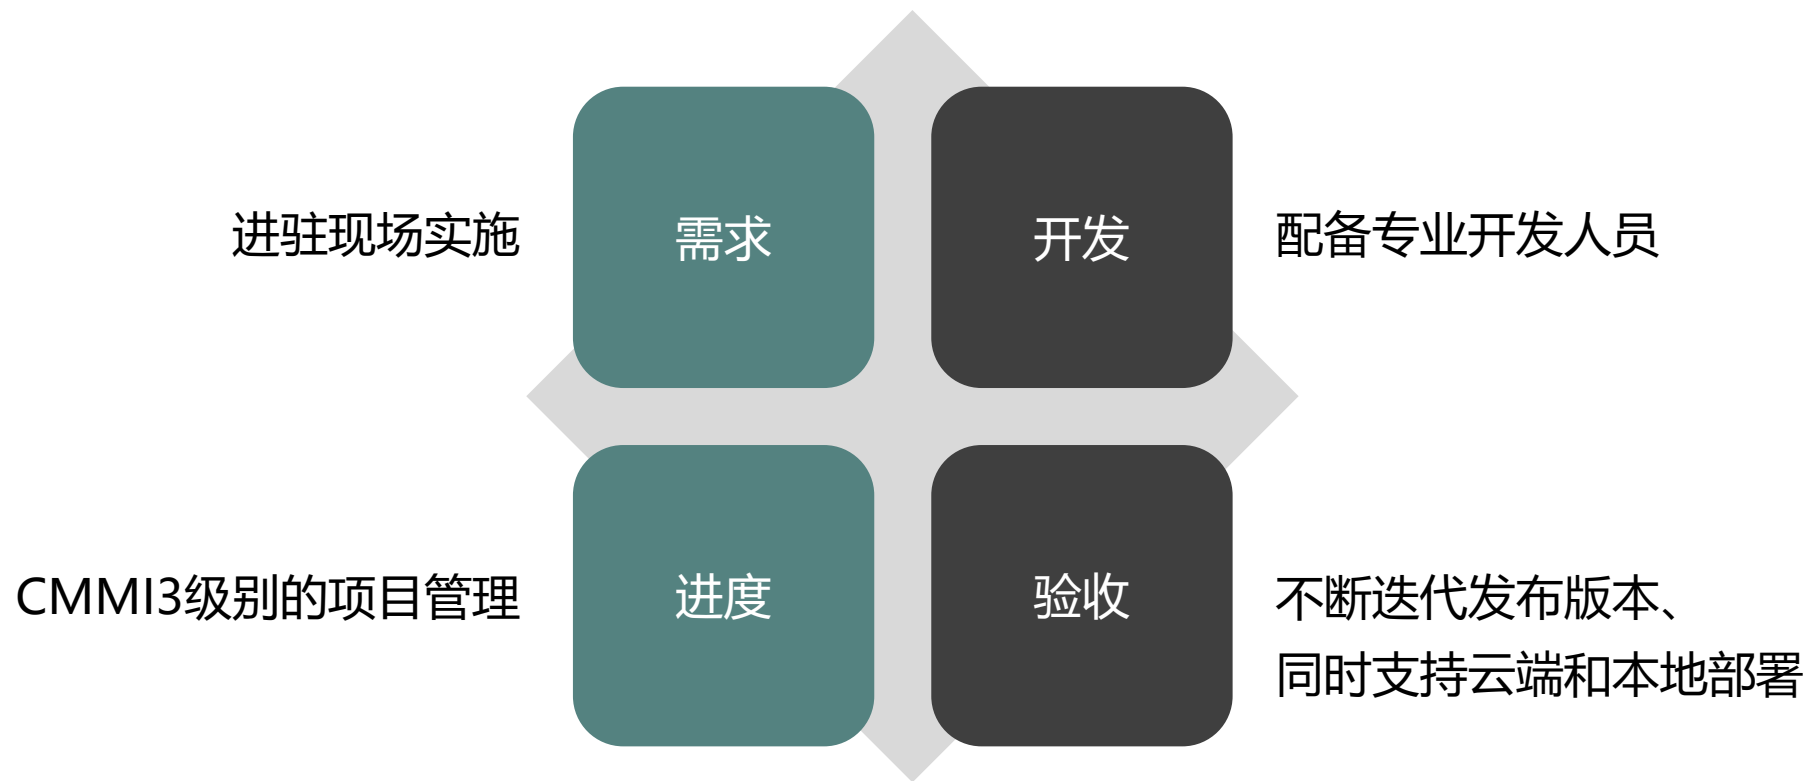 进驻现场实施
需求
开发
配备专业开发人员
CMMI3级别的项目管理
进度
验收
不断迭代发布版本、
同时支持云端和本地部署